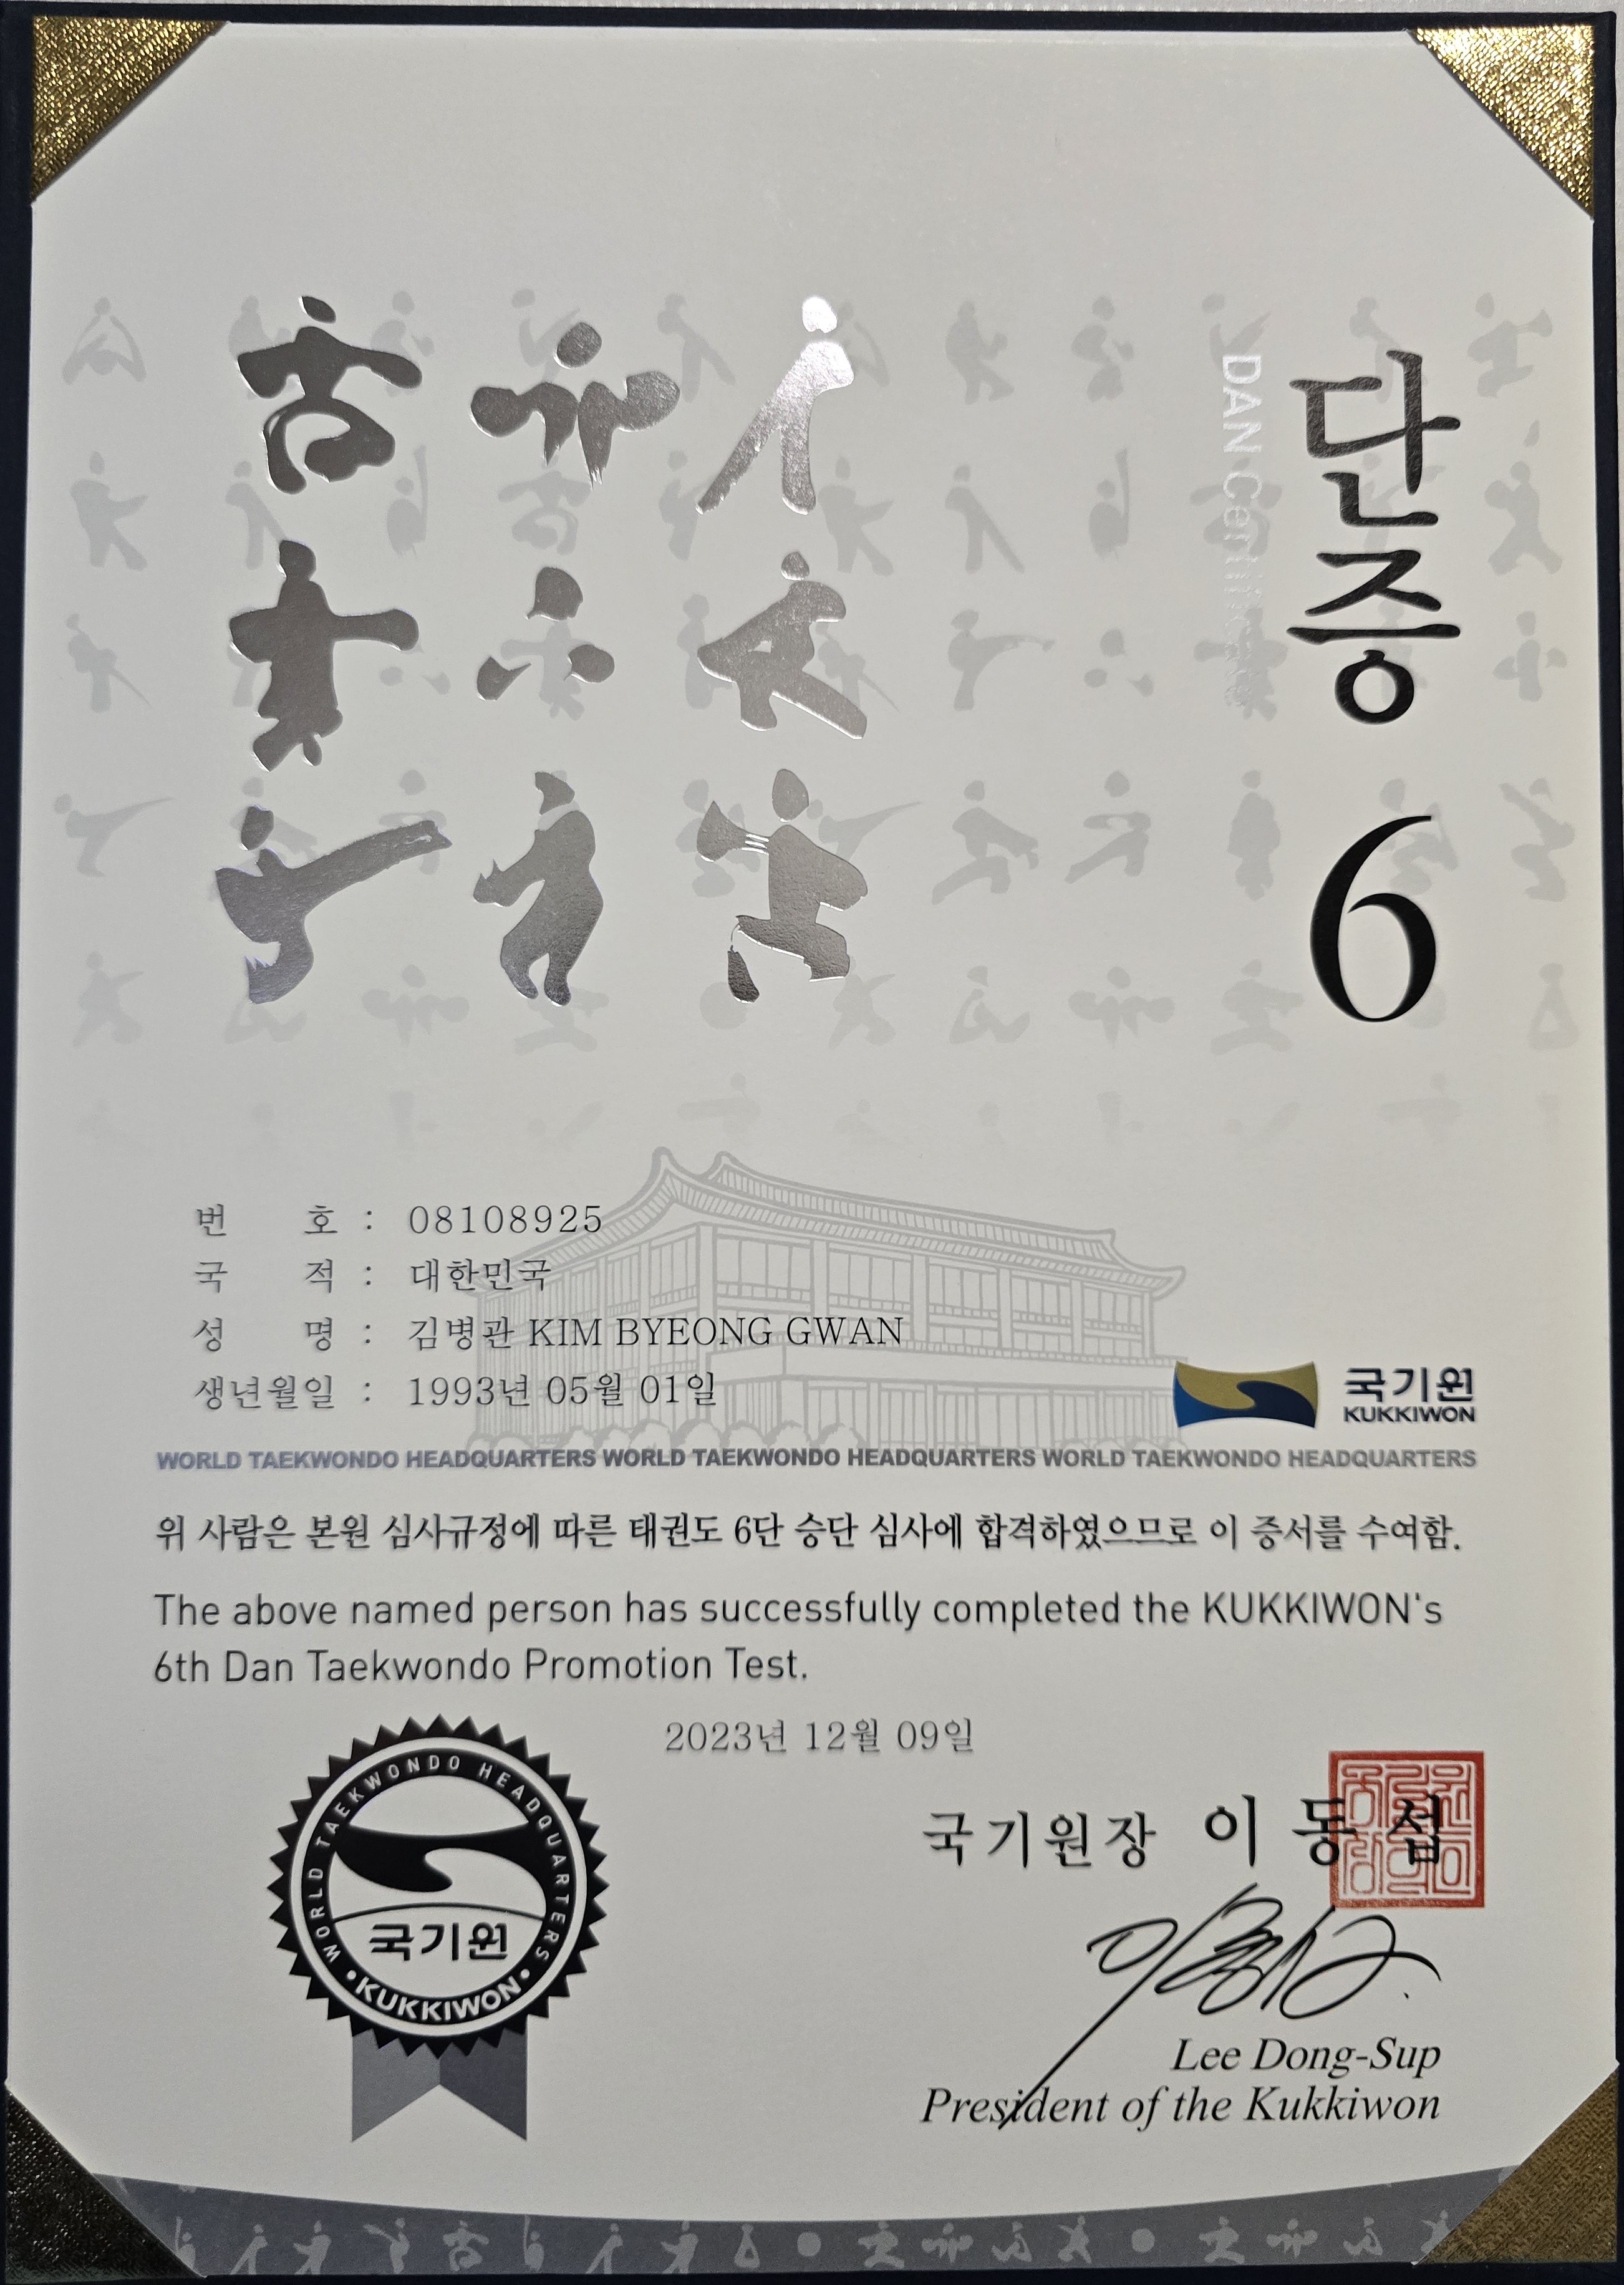 단증 6
DAN Certificate
번 호 : 08108925
국 적 : 대한민국
성 명 : 김병관 KIM BYEONG GWAN
생년월일 : 1993년 05월 01일
국기원
KUKKIWON
WORLD TAEKWONDO HEADQUARTERS WORLD TAEKWONDO HEADQUARTERS WORLD TAEKWONDO HEADQUARTERS
위 사람은 본원 심사규정에 따른 태권도 6단 승단 심사에 합격하였으므로 이 증서를 수여함.
The above named person has successfully completed the KUKKIWON's
6th Dan Taekwondo Promotion Test.
2023년 12월 09일
WORLD TAEKWONDO HEADQUARTERS
국기원
•KUKKIWON•
국기원장 이동섭
Lee Dong-Sup
President of the Kukkiwon